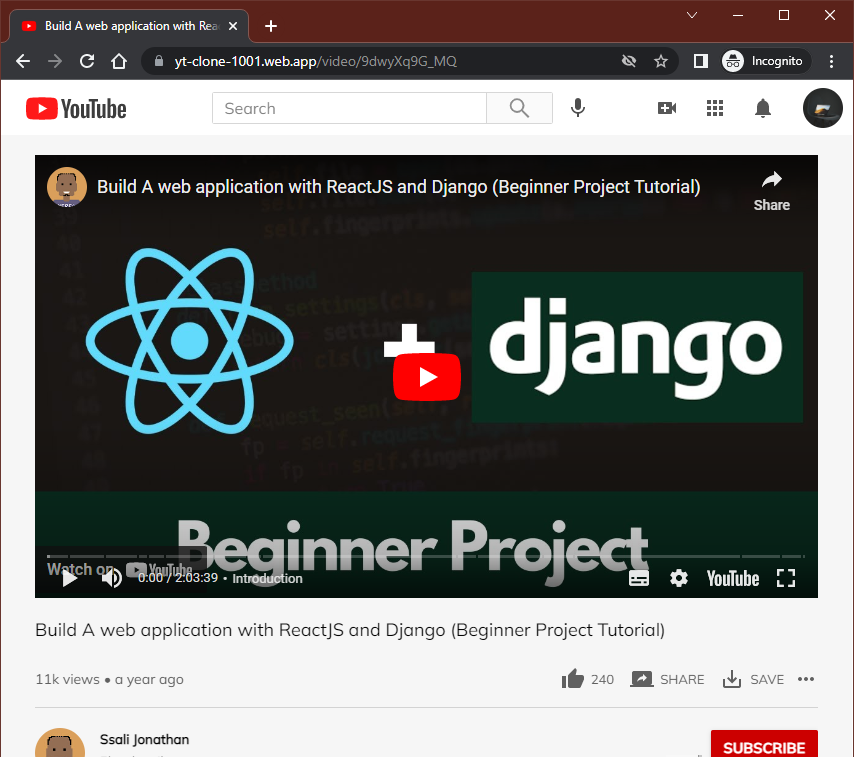 Build A web application with Rea
yt-clone-1001.web.app/video/9dwyXq9G_MQ
Incognito
YouTube
Search
Build A web application with ReactJS and Django (Beginner Project Tutorial)
Share
django
Beginner Project
Watch on YouTube
0:00 / 2:03:39 • Introduction
YouTube
Build A web application with ReactJS and Django (Beginner Project Tutorial)
11k views • a year ago
240
SHARE
SAVE
Ssali Jonathan
SUBSCRIBE